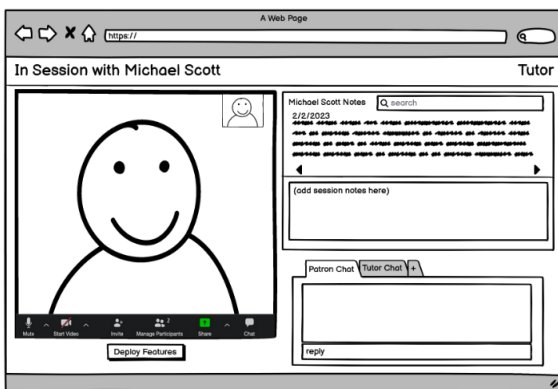 A Web Page
https://
In Session with Michael Scott
Tutor
Michael Scott Notes
search
2/2/2023
(add session notes here)
Patron Chat
Tutor Chat
+
reply
2
Mute
Start Video
Invite
Manage Participants
Share
Chat
Deploy Features